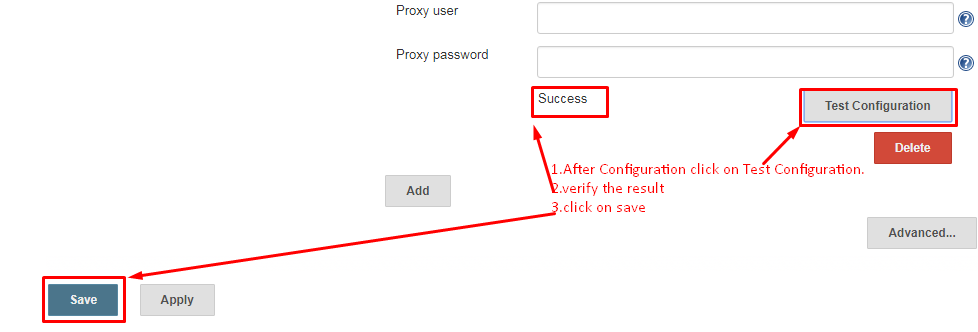 Proxy user
Proxy password
Success
Test Configuration
Delete
1.After Configuration click on Test Configuration.
2.verify the result
3.click on save
Add
Advanced...
Save
Apply